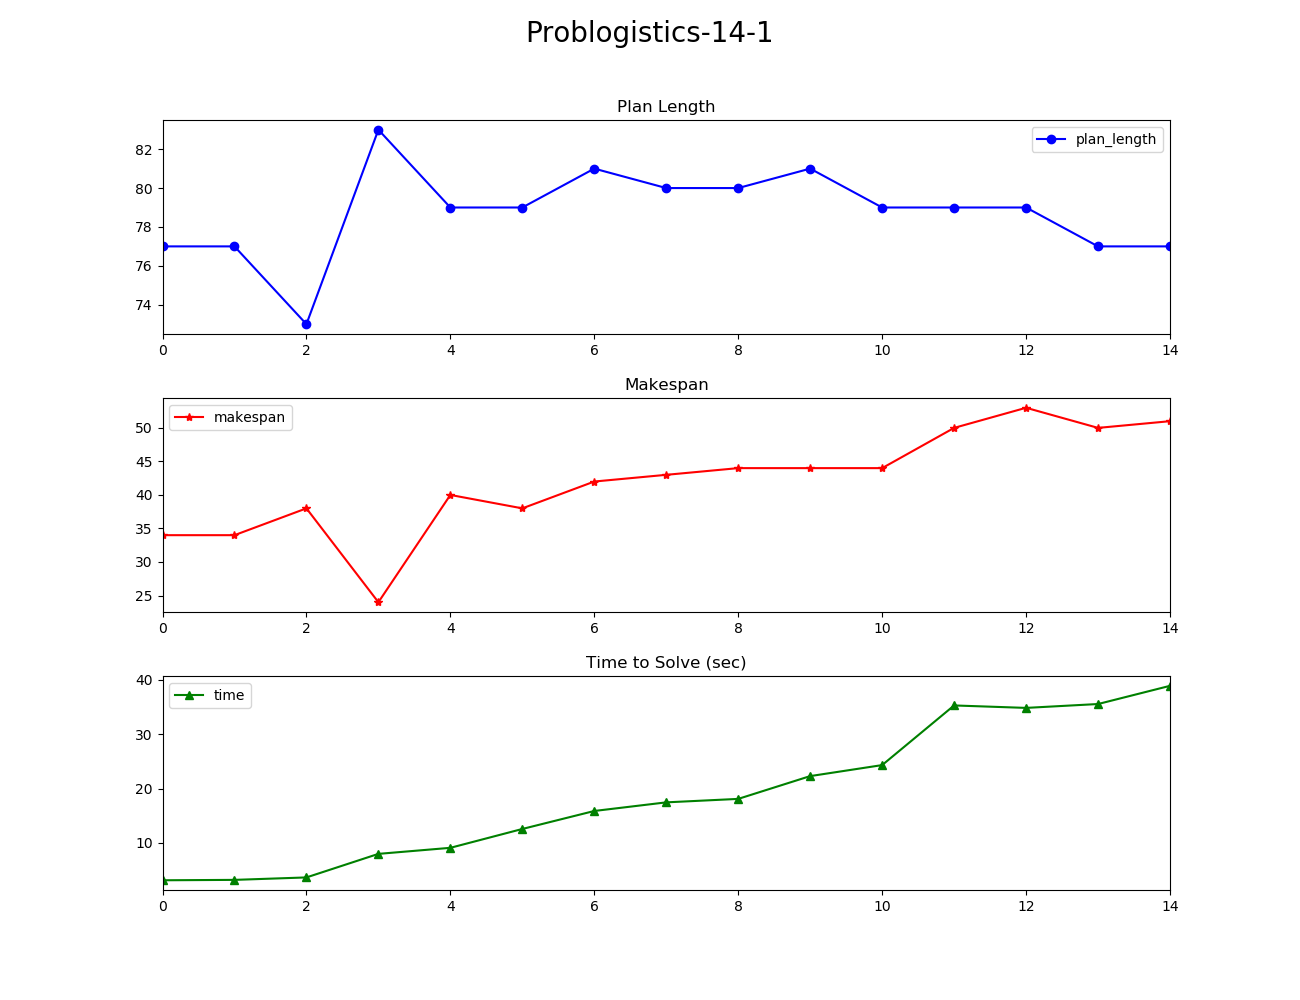 Problogistics-14-1
Plan Length
plan_length
82
80
78
76
74
0 2 4 6 8 10 12 14
Makespan
makespan
50
45
40
35
30
25
0 2 4 6 8 10 12 14
Time to Solve (sec)
time
40
30
20
10
0 2 4 6 8 10 12 14